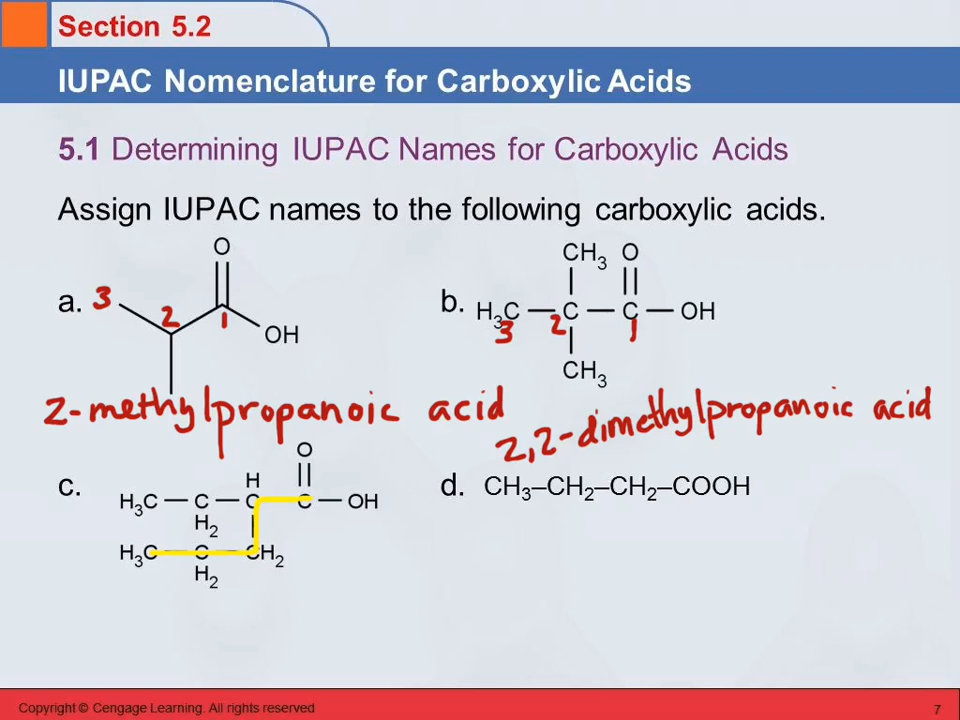 Section 5.2
IUPAC Nomenclature for Carboxylic Acids
5.1 Determining IUPAC Names for Carboxylic Acids
Assign IUPAC names to the following carboxylic acids.
a.
O
OH
3 2 1
2-methylpropanoic acid
b.
CH₃ O
H₃C – C – C – OH
3 2 1
CH₃
2,2-dimethylpropanoic acid
c.
O
H
H₃C – C – C – C – OH
H₂
H₃C – C – CH₂
H₂
d. CH₃–CH₂–CH₂–COOH
Copyright © Cengage Learning. All rights reserved
7